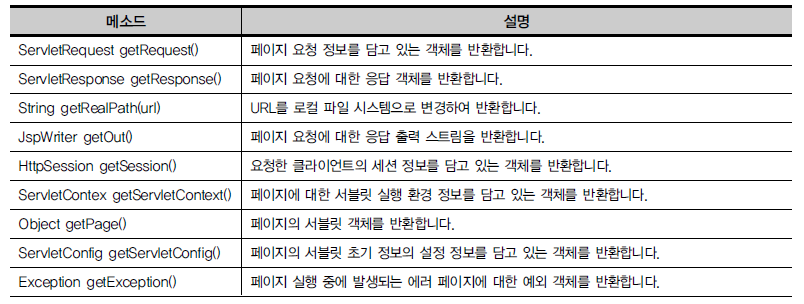 메소드 설명
ServletRequest getRequest() 페이지 요청 정보를 담고 있는 객체를 반환합니다.
ServletResponse getResponse() 페이지 요청에 대한 응답 객체를 반환합니다.
String getRealPath(url) URL를 로컬 파일 시스템으로 변경하여 반환합니다.
JspWriter getOut() 페이지 요청에 대한 응답 출력 스트림을 반환합니다.
HttpSession getSession() 요청한 클라이언트의 세션 정보를 담고 있는 객체를 반환합니다.
ServletContex getServletContext() 페이지에 대한 서블릿 실행 환경 정보를 담고 있는 객체를 반환합니다.
Object getPage() 페이지의 서블릿 객체를 반환합니다.
ServletConfig getServletConfig() 페이지의 서블릿 초기 정보의 설정 정보를 담고 있는 객체를 반환합니다.
Exception getException() 페이지 실행 중에 발생되는 에러 페이지에 대한 예외 객체를 반환합니다.